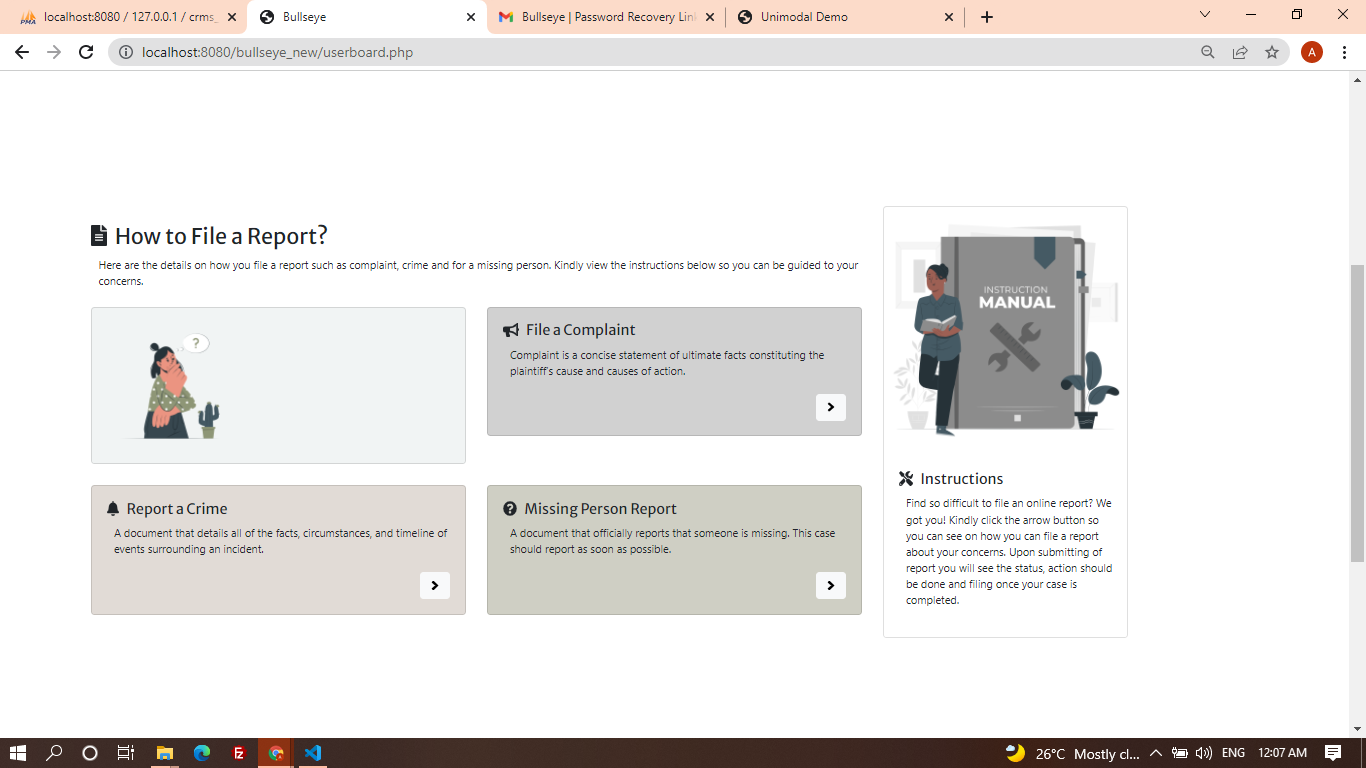 localhost:8080 / 127.0.0.1 / crms_
Bullseye
Bullseye | Password Recovery Lin
Unimodal Demo
localhost:8080/bullseye_new/userboard.php
A
How to File a Report?
Here are the details on how you file a report such as complaint, crime and for a missing person. Kindly view the instructions below so you can be guided to your
concerns.
?
File a Complaint
Complaint is a concise statement of ultimate facts constituting the
plaintiff's cause and causes of action.
Report a Crime
A document that details all of the facts, circumstances, and timeline of
events surrounding an incident.
Missing Person Report
A document that officially reports that someone is missing. This case
should report as soon as possible.
INSTRUCTION
MANUAL
Instructions
Find so difficult to file an online report? We
got you! Kindly click the arrow button so
you can see on how you can file a report
about your concerns. Upon submitting of
report you will see the status, action should
be done and filing once your case is
completed.
26°C Mostly cl...
ENG
12:07 AM